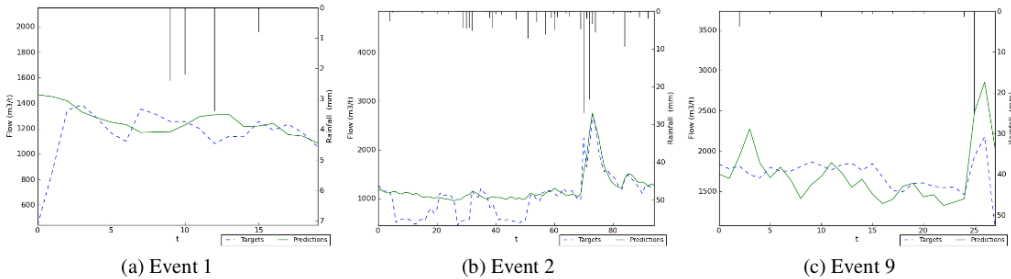 2000
1800
1600
1400
1200
1000
800
600
Flow (m3/t)
0
1
2
3
4
5
6
7
Rainfall (mm)
0
5
10
15
t
Targets
Predictions
(a) Event 1
4000
3000
2000
1000
Flow (m3/t)
0
10
20
30
40
50
Rainfall (mm)
0
20
40
60
80
t
Targets
Predictions
(b) Event 2
3500
3000
2500
2000
1500
Flow (m3/t)
0
10
20
30
40
50
Rainfall (mm)
0
5
10
15
20
25
t
Targets
Predictions
(c) Event 9